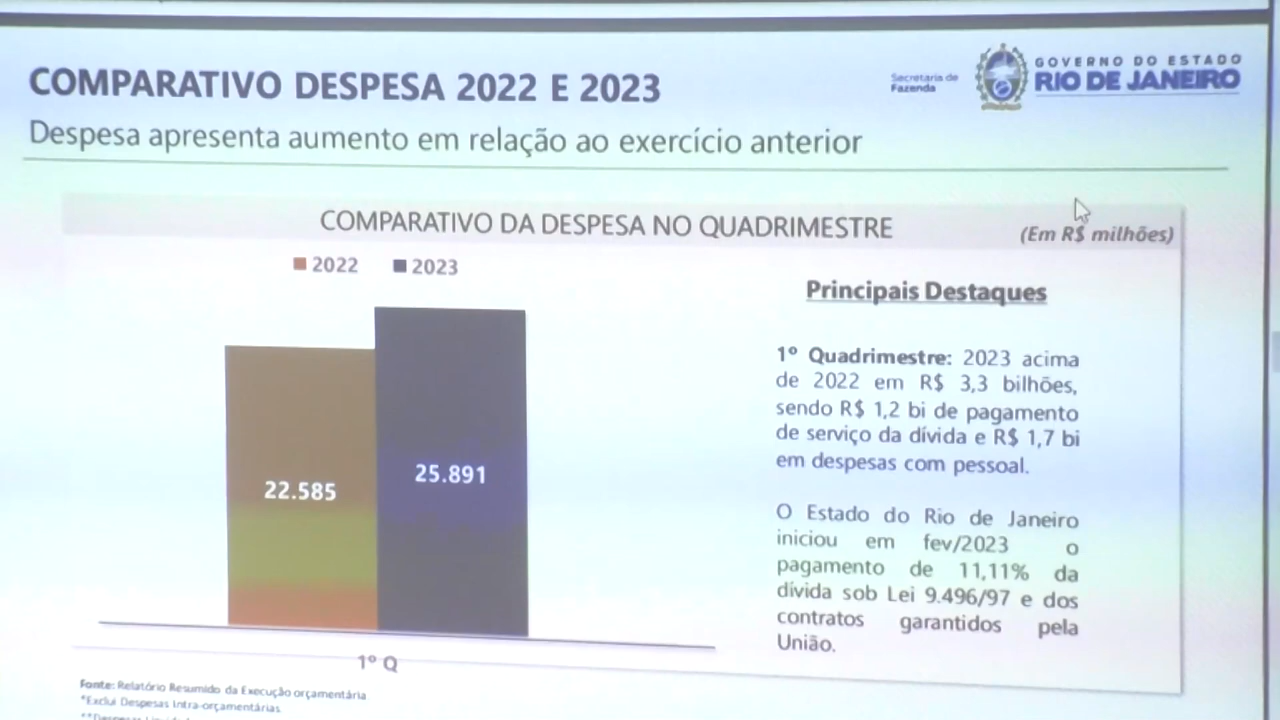 COMPARATIVO DESPESA 2022 E 2023
Despesa apresenta aumento em relação ao exercício anterior
Secretaria de
Fazenda
GOVERNO DO ESTADO
RIO DE JANEIRO
COMPARATIVO DA DESPESA NO QUADRIMESTRE
(Em R$ milhões)
2022 2023
22.585
25.891
1º Q
Principais Destaques
1º Quadrimestre: 2023 acima
de 2022 em R$ 3,3 bilhões,
sendo R$ 1,2 bi de pagamento
de serviço da dívida e R$ 1,7 bi
em despesas com pessoal.
O Estado do Rio de Janeiro
iniciou em fev/2023 o
pagamento de 11,11% da
dívida sob Lei 9.496/97 e dos
contratos garantidos pela
União.
Fonte: Relatório Resumido da Execução orçamentária
*Exclui Despesas Intra-orçamentárias